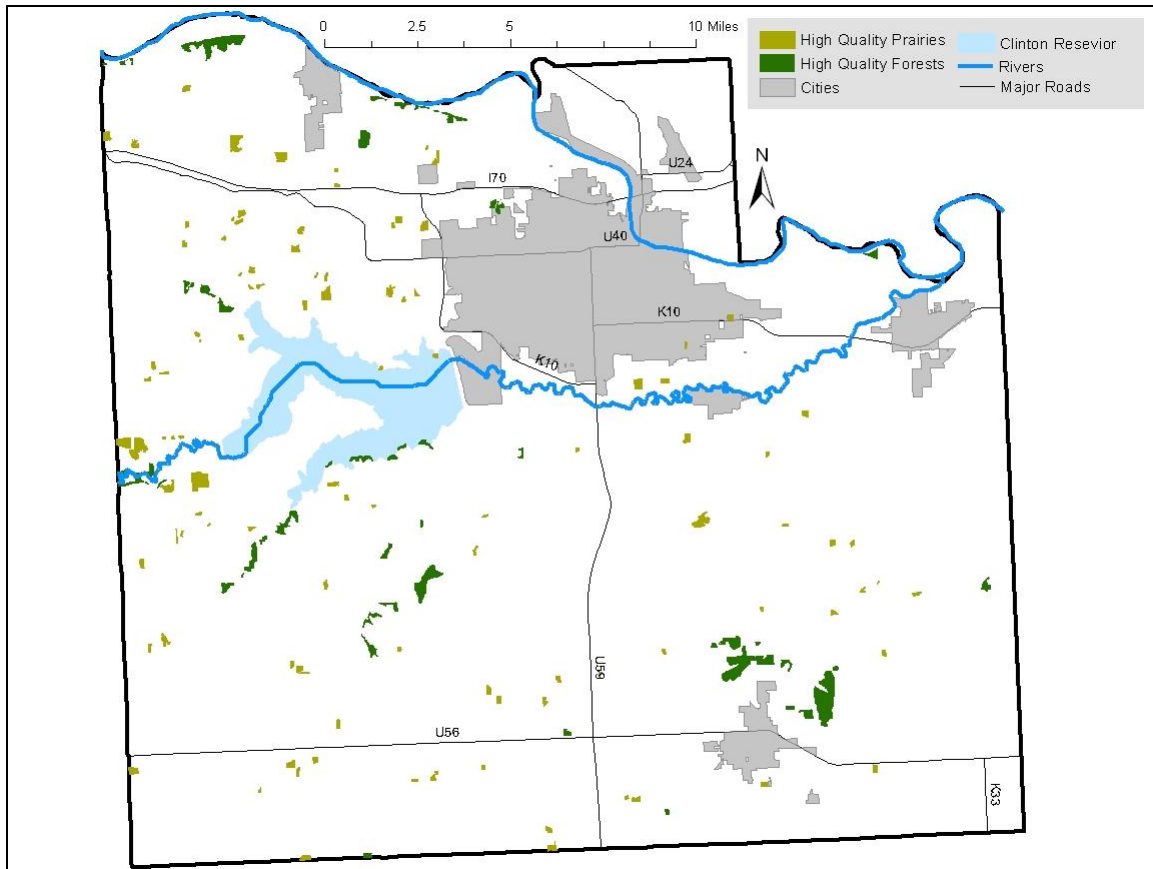 0 2.5 5 10 Miles
High Quality Prairies
High Quality Forests
Cities
Clinton Resevior
Rivers
Major Roads
N
U24
I70
U40
K10
K10
U59
U56
K33